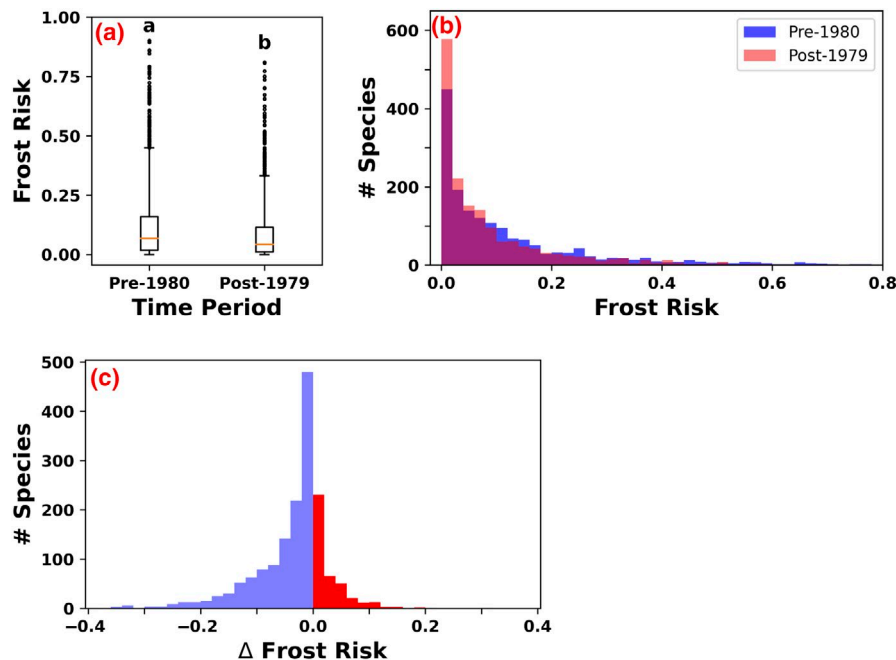 (a)
a
b
1.00
0.75
0.50
0.25
0.00
Frost Risk
Pre-1980 Post-1979
Time Period
(b)
Pre-1980
Post-1979
600
400
200
0
# Species
0.0 0.2 0.4 0.6 0.8
Frost Risk
(c)
500
400
300
200
100
0
# Species
−0.4 −0.2 0.0 0.2 0.4
Δ Frost Risk